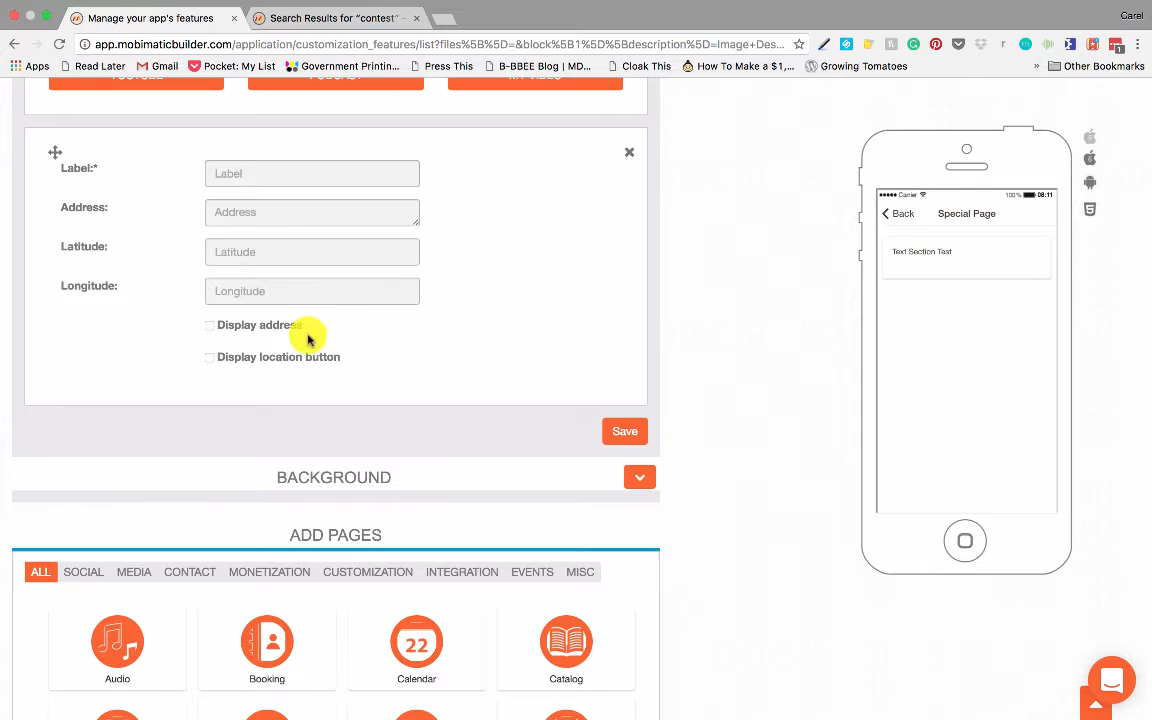 Manage your app's features
Search Results for "contest" –
Carel
app.mobimaticbuilder.com/application/customization_features/list?files%5B%5D=&block%5B1%5D%5Bdescription%5D=Image+Des...
Apps
Read Later
Gmail
Pocket: My List
Government Printin...
Press This
B-BBEE Blog | MD...
Cloak This
How To Make a $1,...
Growing Tomatoes
»
Other Bookmarks
Label:*
Label
Address:
Address
Latitude:
Latitude
Longitude:
Longitude
Display address
Display location button
Save
BACKGROUND
ADD PAGES
ALL
SOCIAL
MEDIA
CONTACT
MONETIZATION
CUSTOMIZATION
INTEGRATION
EVENTS
MISC
Audio
Booking
22
Calendar
Catalog
Carrier
100%
08:11
Back
Special Page
Text Section Test